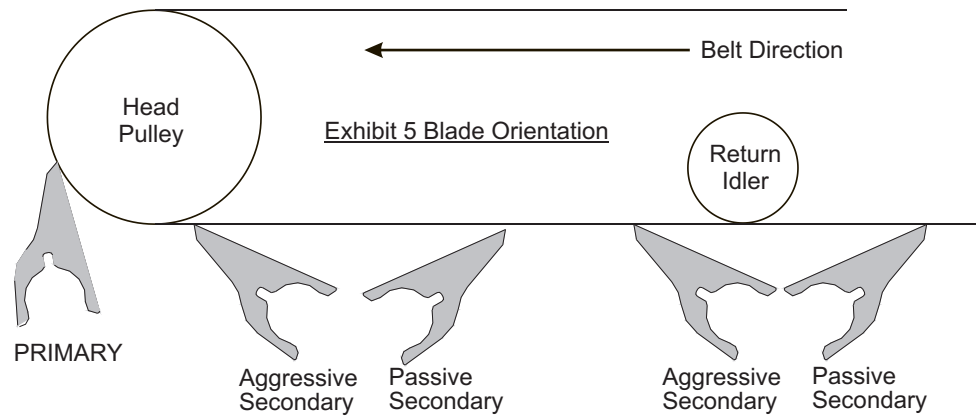 Belt Direction
Head
Pulley
Exhibit 5 Blade Orientation
Return
Idler
PRIMARY
Aggressive
Secondary
Passive
Secondary
Aggressive
Secondary
Passive
Secondary